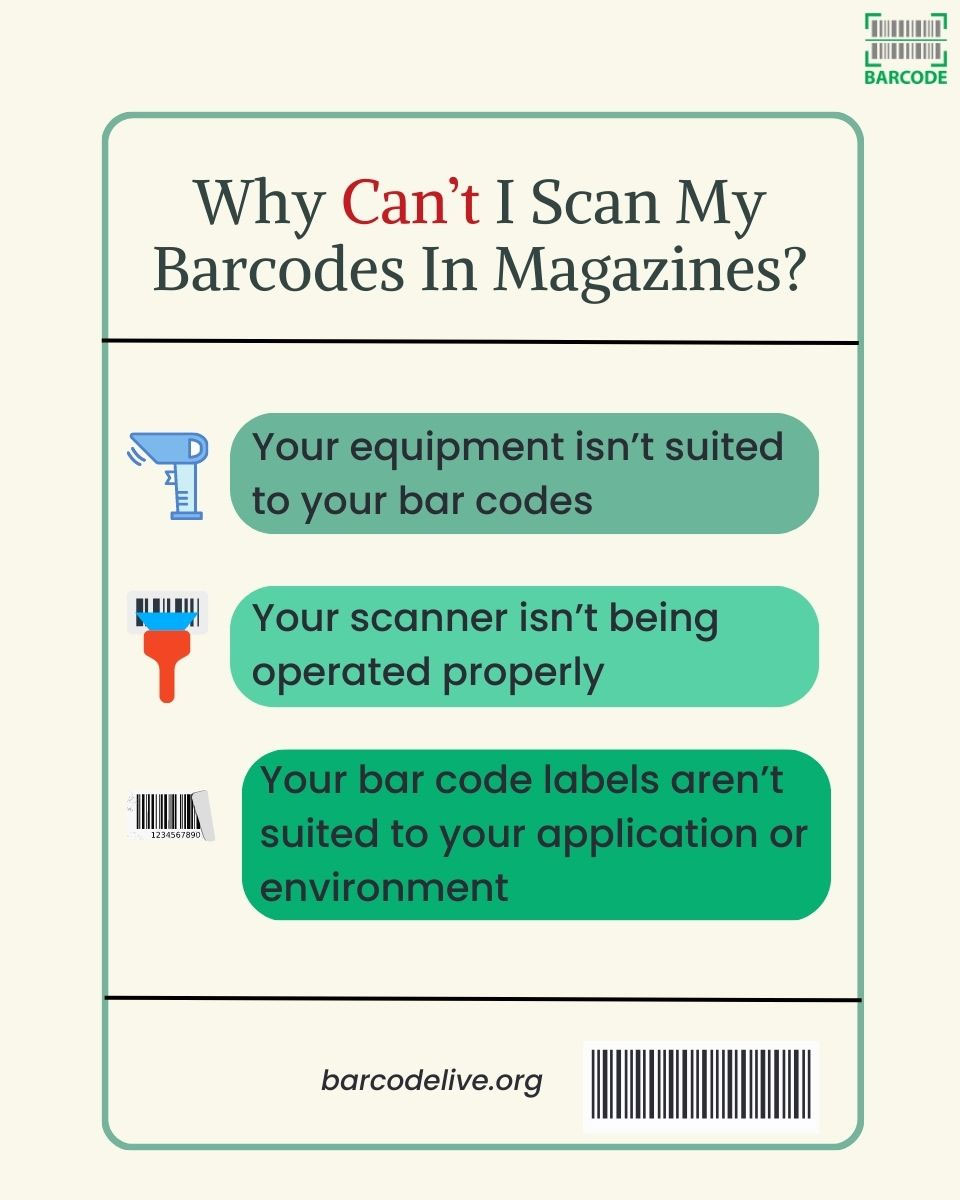 BARCODE
Why Can’t I Scan My
Barcodes In Magazines?
Your equipment isn’t suited
to your bar codes
Your scanner isn’t being
operated properly
1234567890
Your bar code labels aren’t
suited to your application or
environment
barcodelive.org